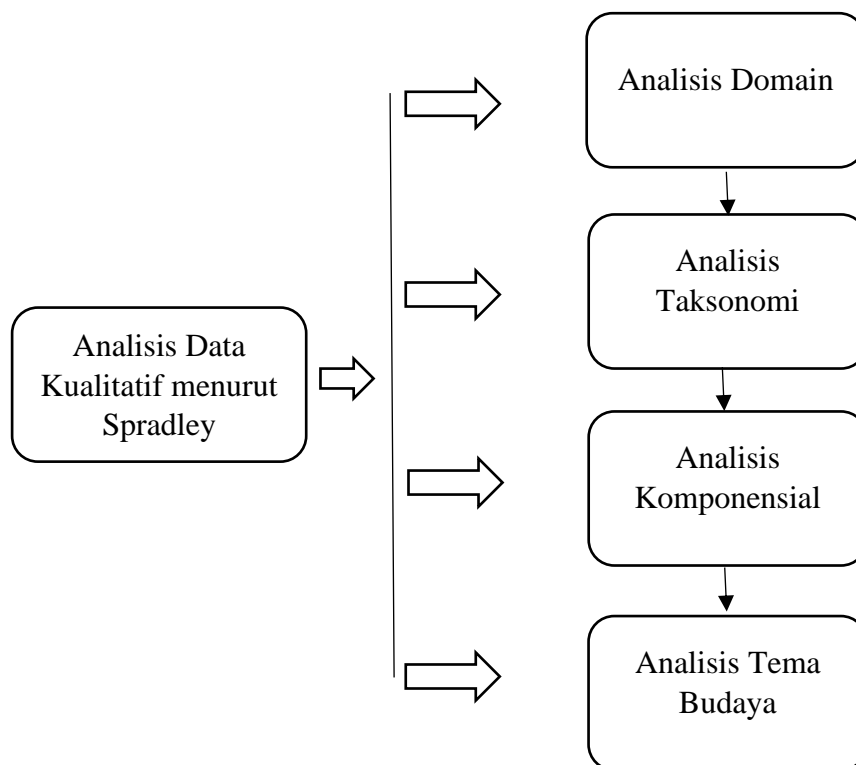 Analisis Data
Kualitatif menurut
Spradley
Analisis Domain
Analisis
Taksonomi
Analisis
Komponensial
Analisis Tema
Budaya